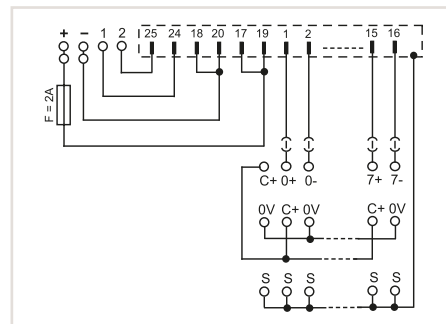 + − 1 2 25 24 18 20 17 19 1 2 15 16
F = 2A
C+ 0+ 0- 7+ 7-
0V C+ 0V C+ 0V
S S S S S